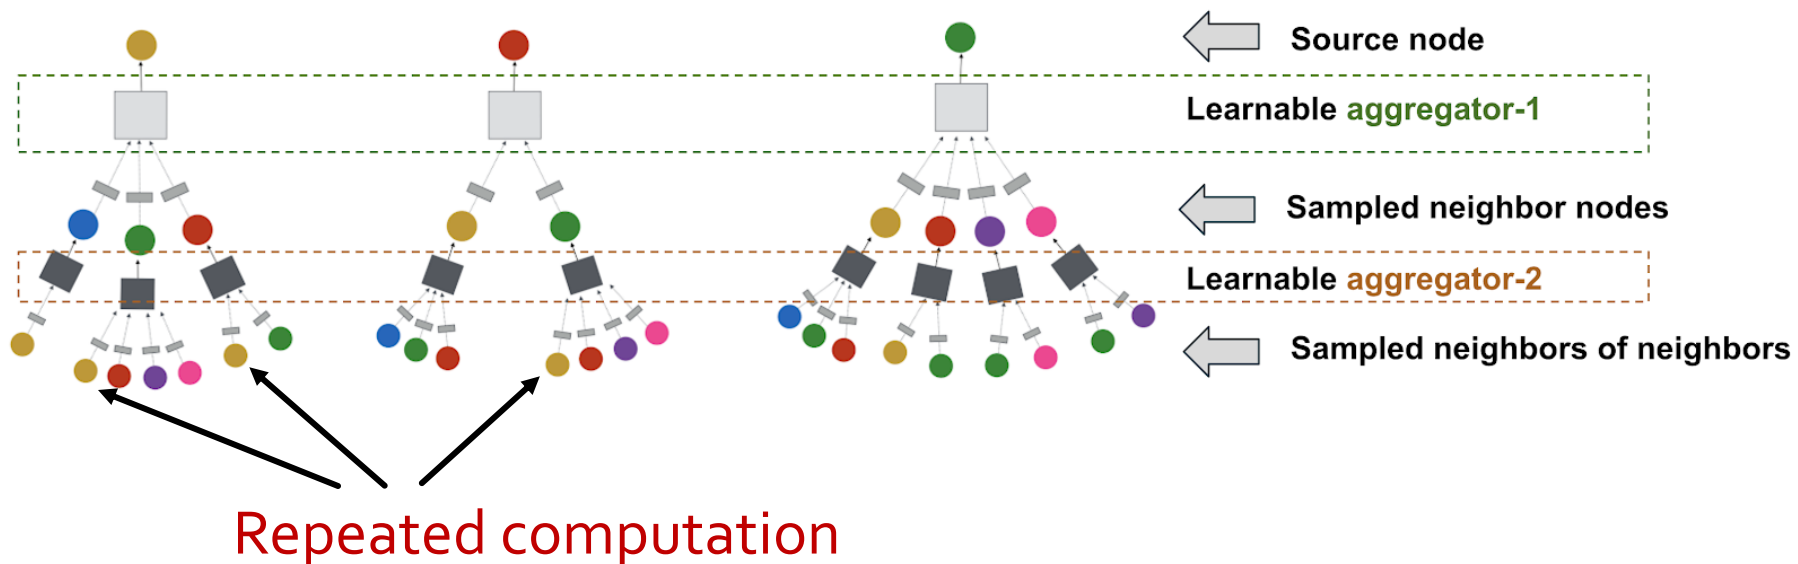 Source node
Learnable aggregator-1
Sampled neighbor nodes
Learnable aggregator-2
Sampled neighbors of neighbors
Repeated computation